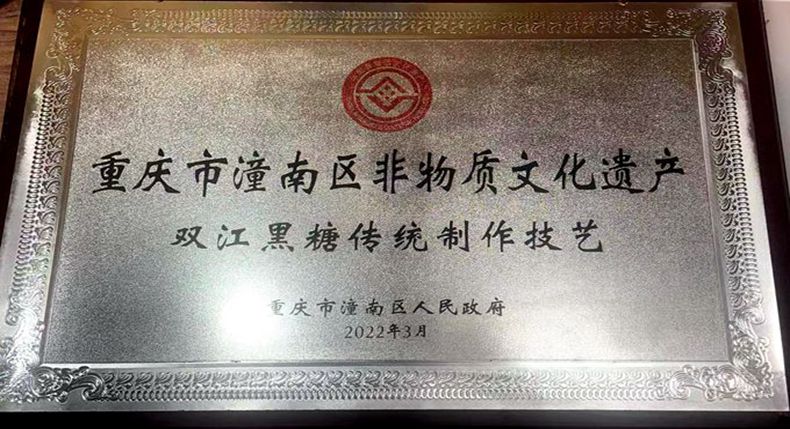 重庆市潼南区非物质文化遗产
双江黑糖传统制作技艺
重庆市潼南区人民政府
2022年3月